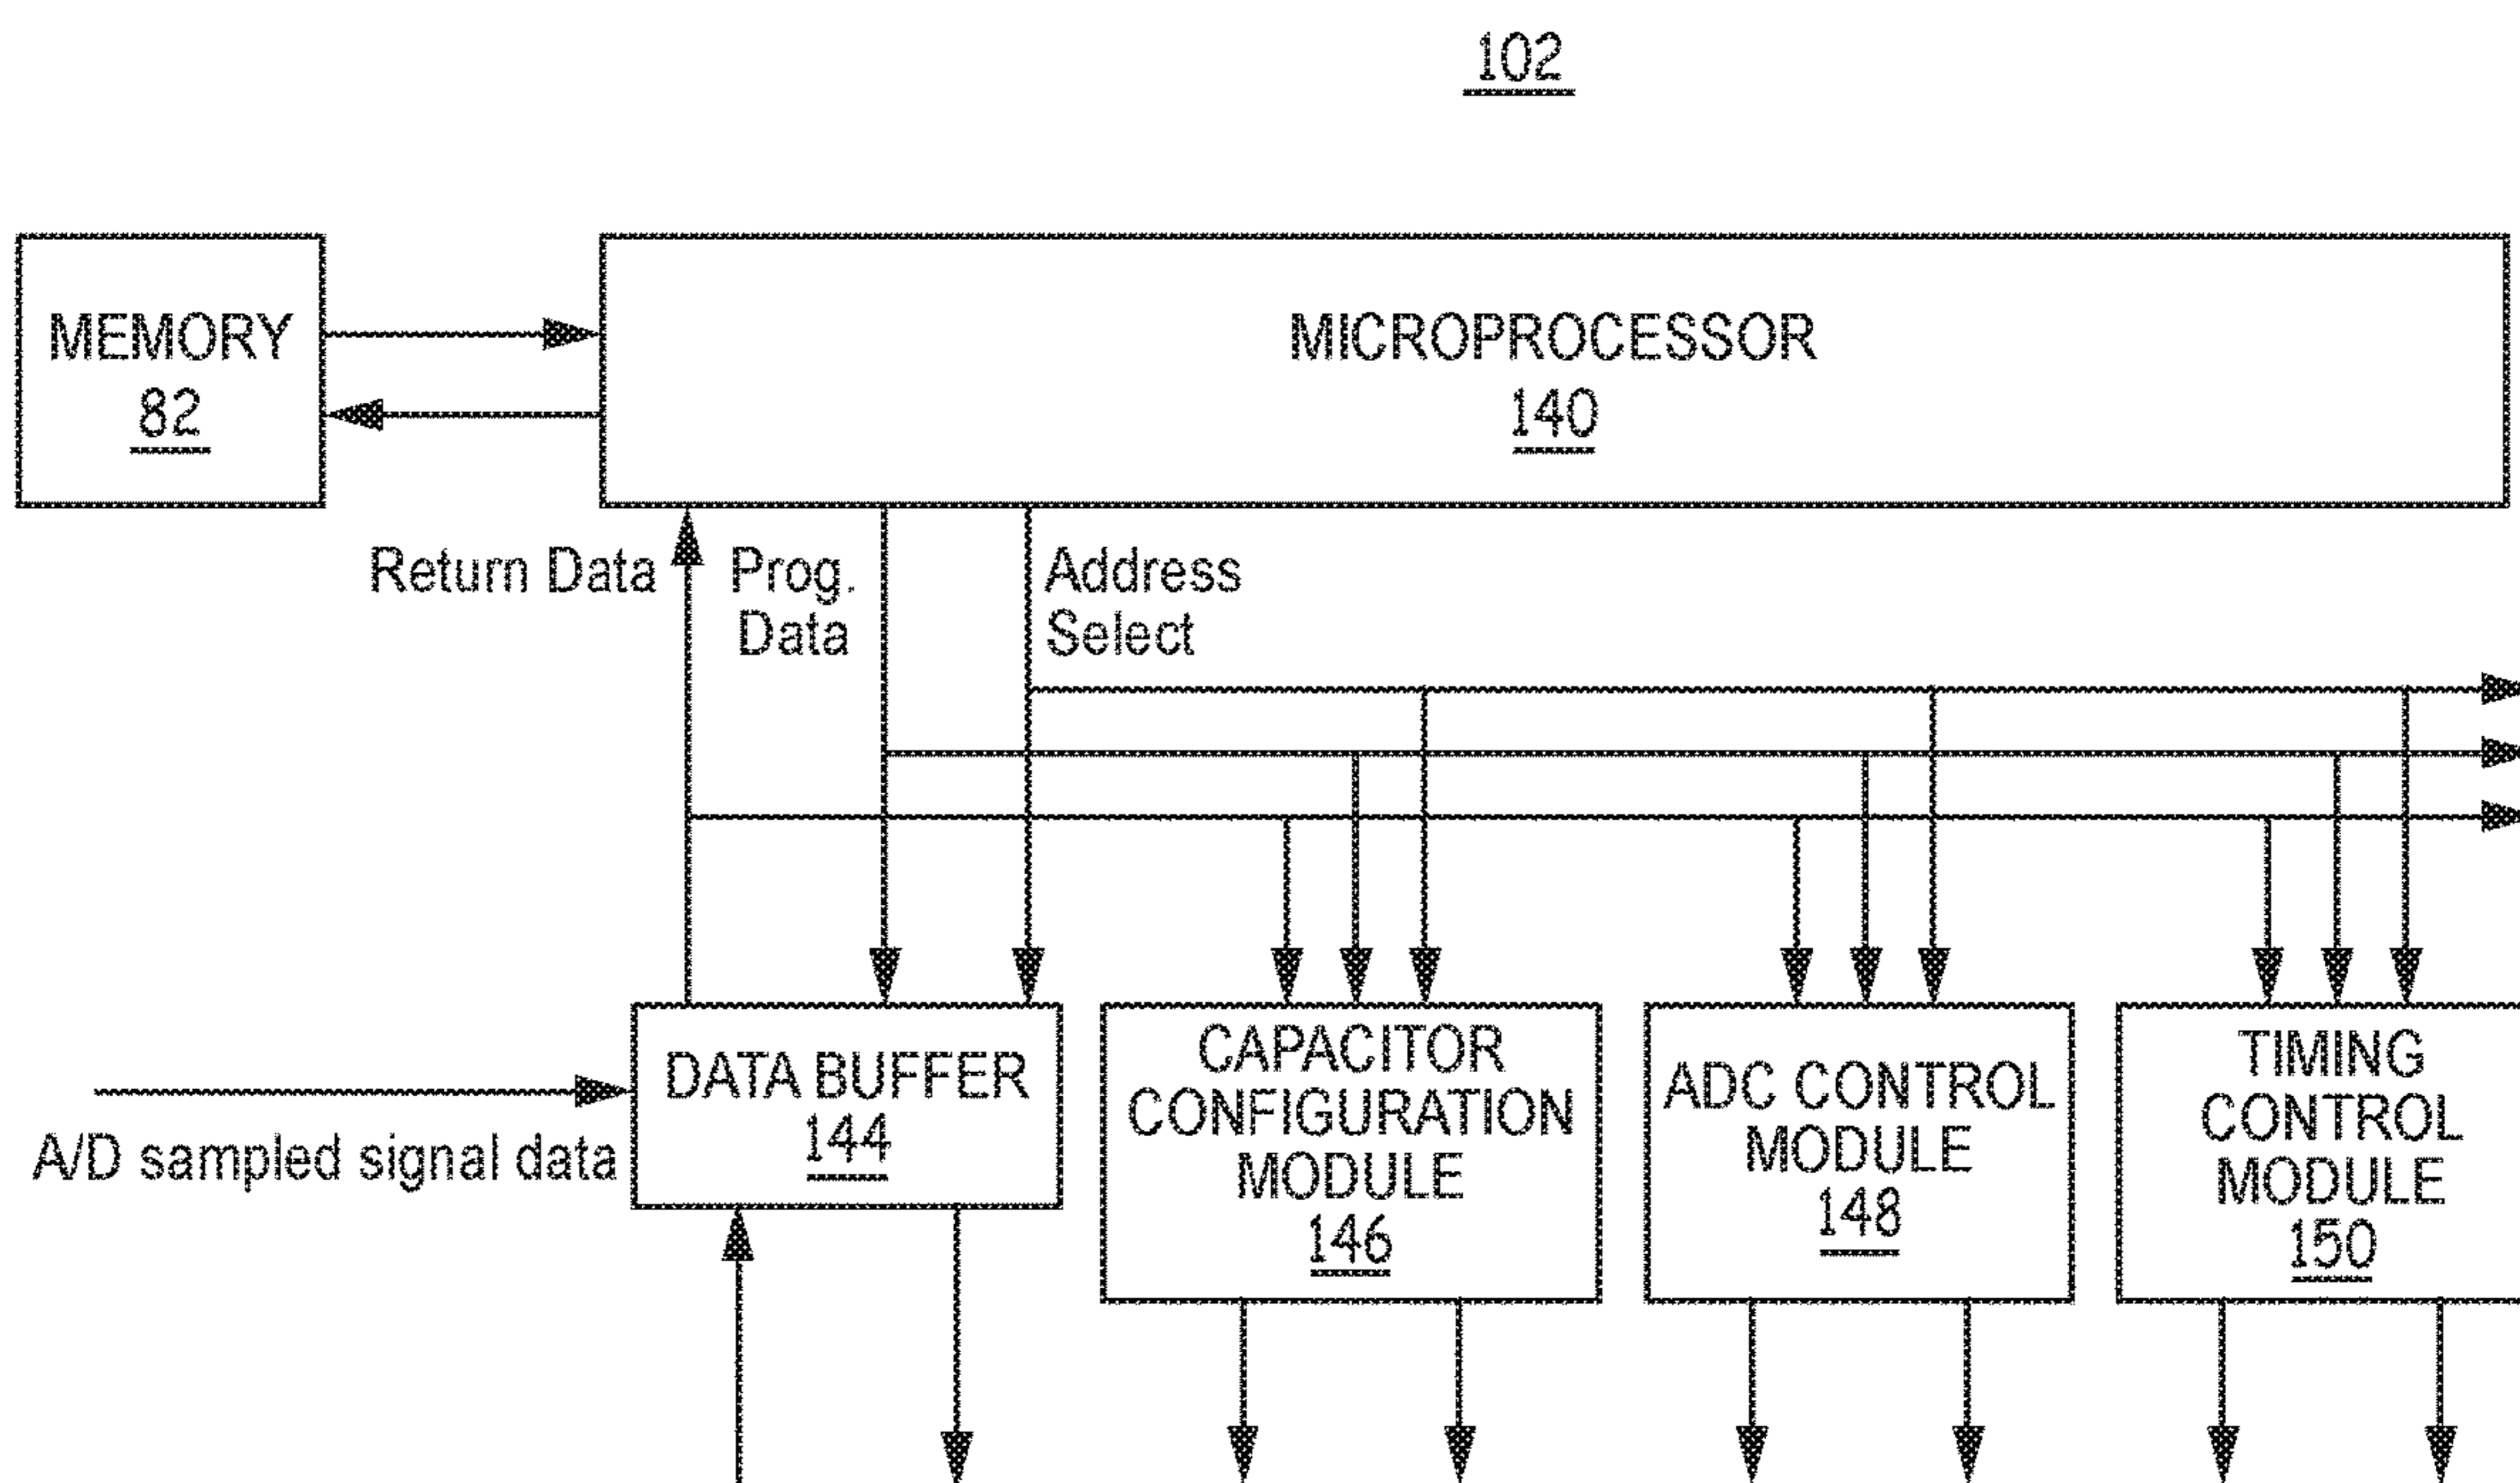 102
MEMORY
82
MICROPROCESSOR
140
Return Data
Prog.
Data
Address
Select
A/D sampled signal data
DATA BUFFER
144
CAPACITOR
CONFIGURATION
MODULE
146
ADC CONTROL
MODULE
148
TIMING
CONTROL
MODULE
150